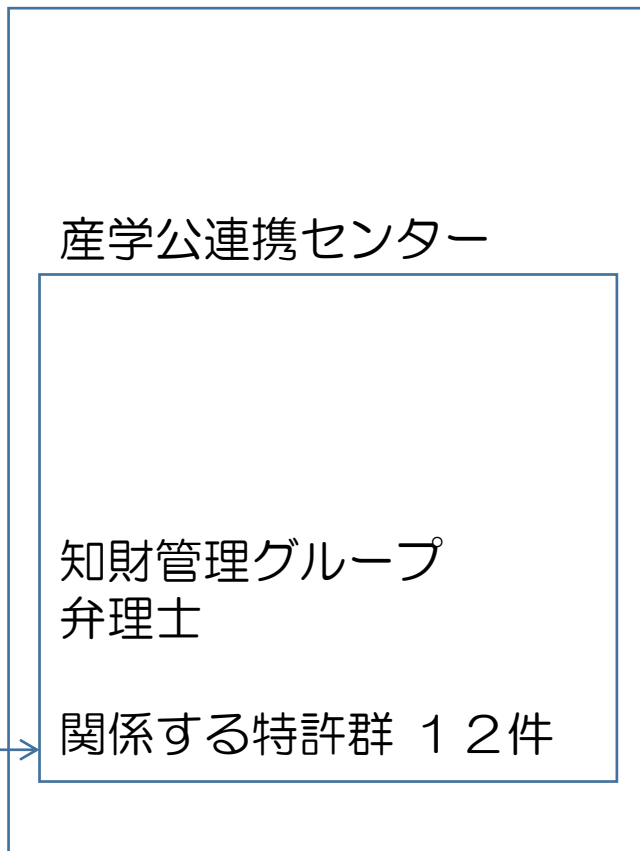 産学公連携センター
知財管理グループ
弁理士
関係する特許群 １２件